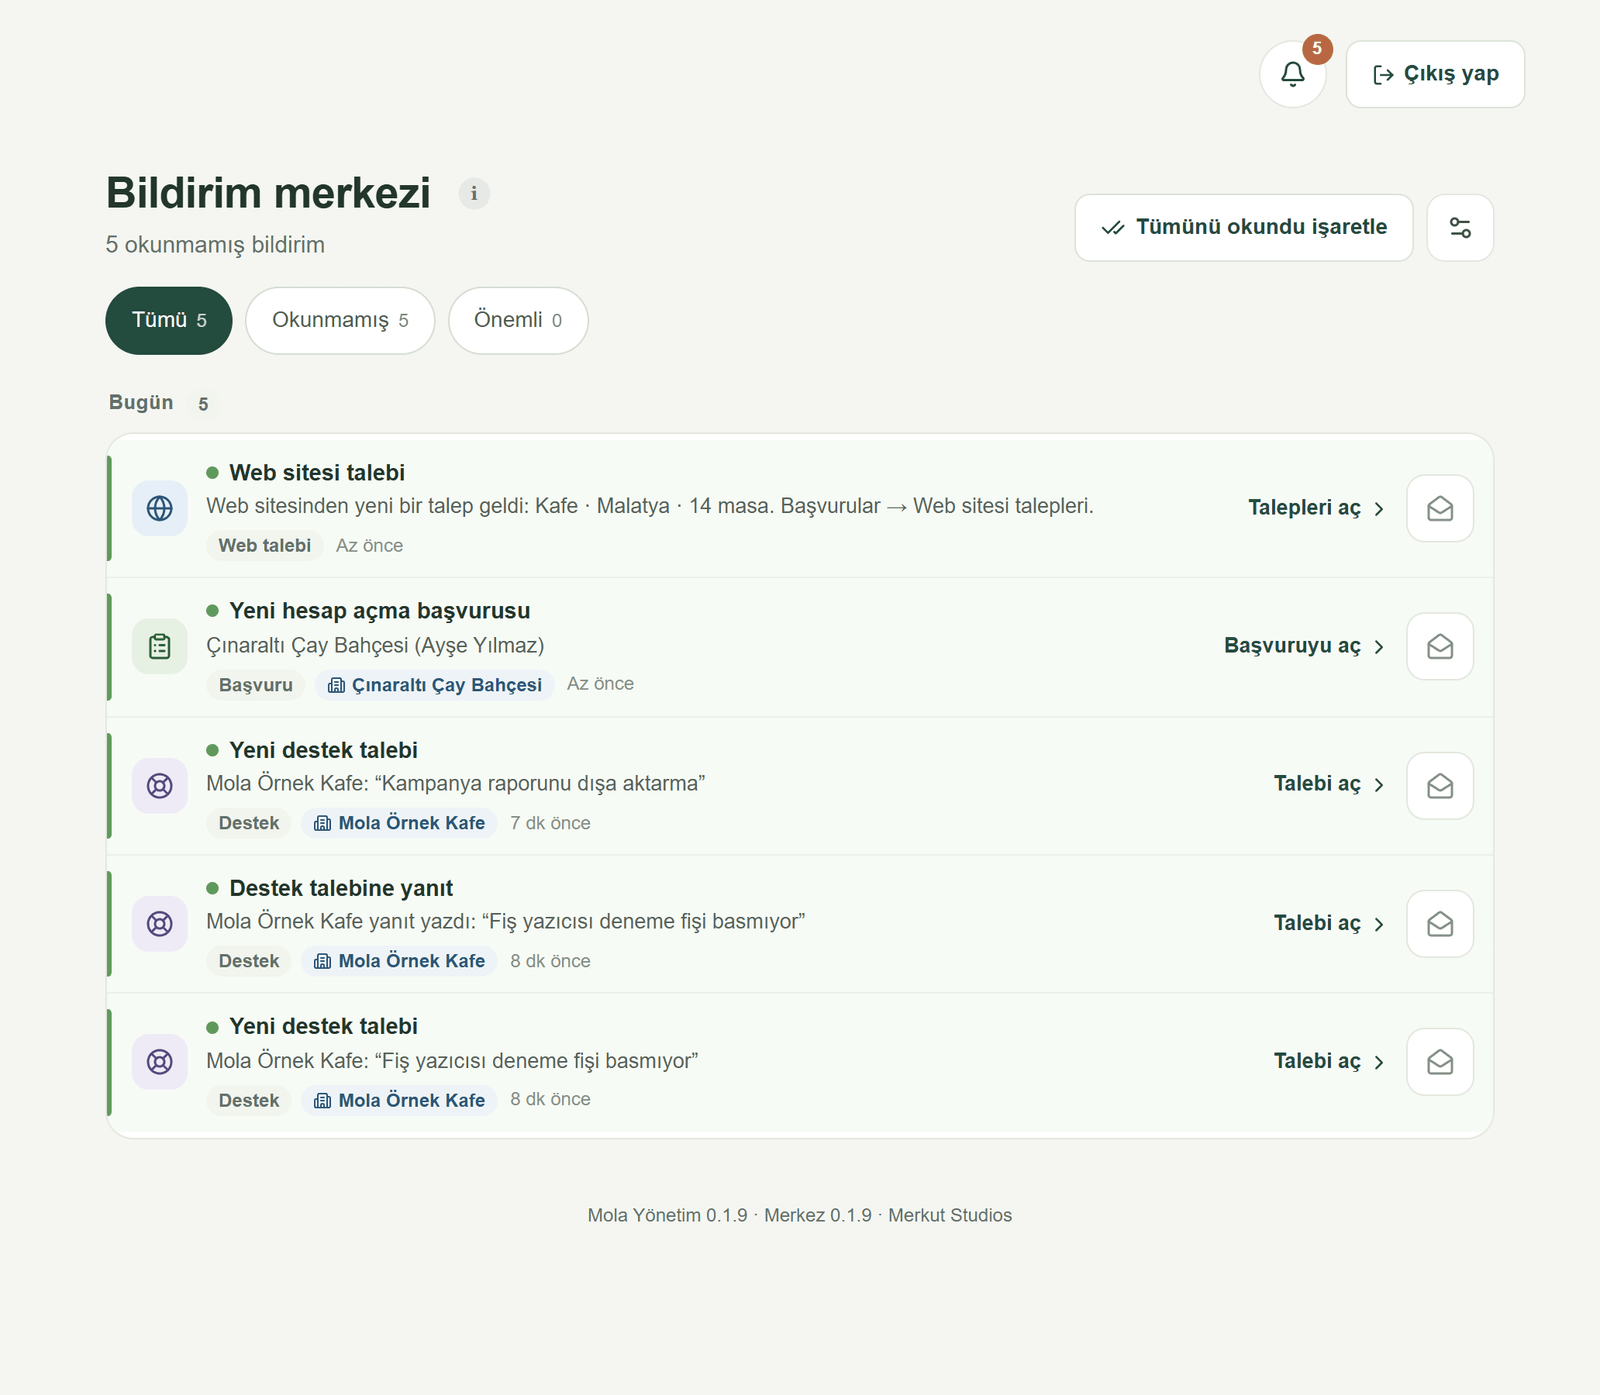 5
Çıkış yap
Bildirim merkezi i
5 okunmamış bildirim
Tümünü okundu işaretle
Tümü 5 Okunmamış 5 Önemli 0
Bugün 5
Web sitesi talebi
Web sitesinden yeni bir talep geldi: Kafe · Malatya · 14 masa. Başvurular → Web sitesi talepleri.
Web talebi Az önce
Talepleri aç
Yeni hesap açma başvurusu
Çınaraltı Çay Bahçesi (Ayşe Yılmaz)
Başvuru Çınaraltı Çay Bahçesi Az önce
Başvuruyu aç
Yeni destek talebi
Mola Örnek Kafe: “Kampanya raporunu dışa aktarma”
Destek Mola Örnek Kafe 7 dk önce
Talebi aç
Destek talebine yanıt
Mola Örnek Kafe yanıt yazdı: “Fiş yazıcısı deneme fişi basmıyor”
Destek Mola Örnek Kafe 8 dk önce
Talebi aç
Yeni destek talebi
Mola Örnek Kafe: “Fiş yazıcısı deneme fişi basmıyor”
Destek Mola Örnek Kafe 8 dk önce
Talebi aç
Mola Yönetim 0.1.9 · Merkez 0.1.9 · Merkut Studios